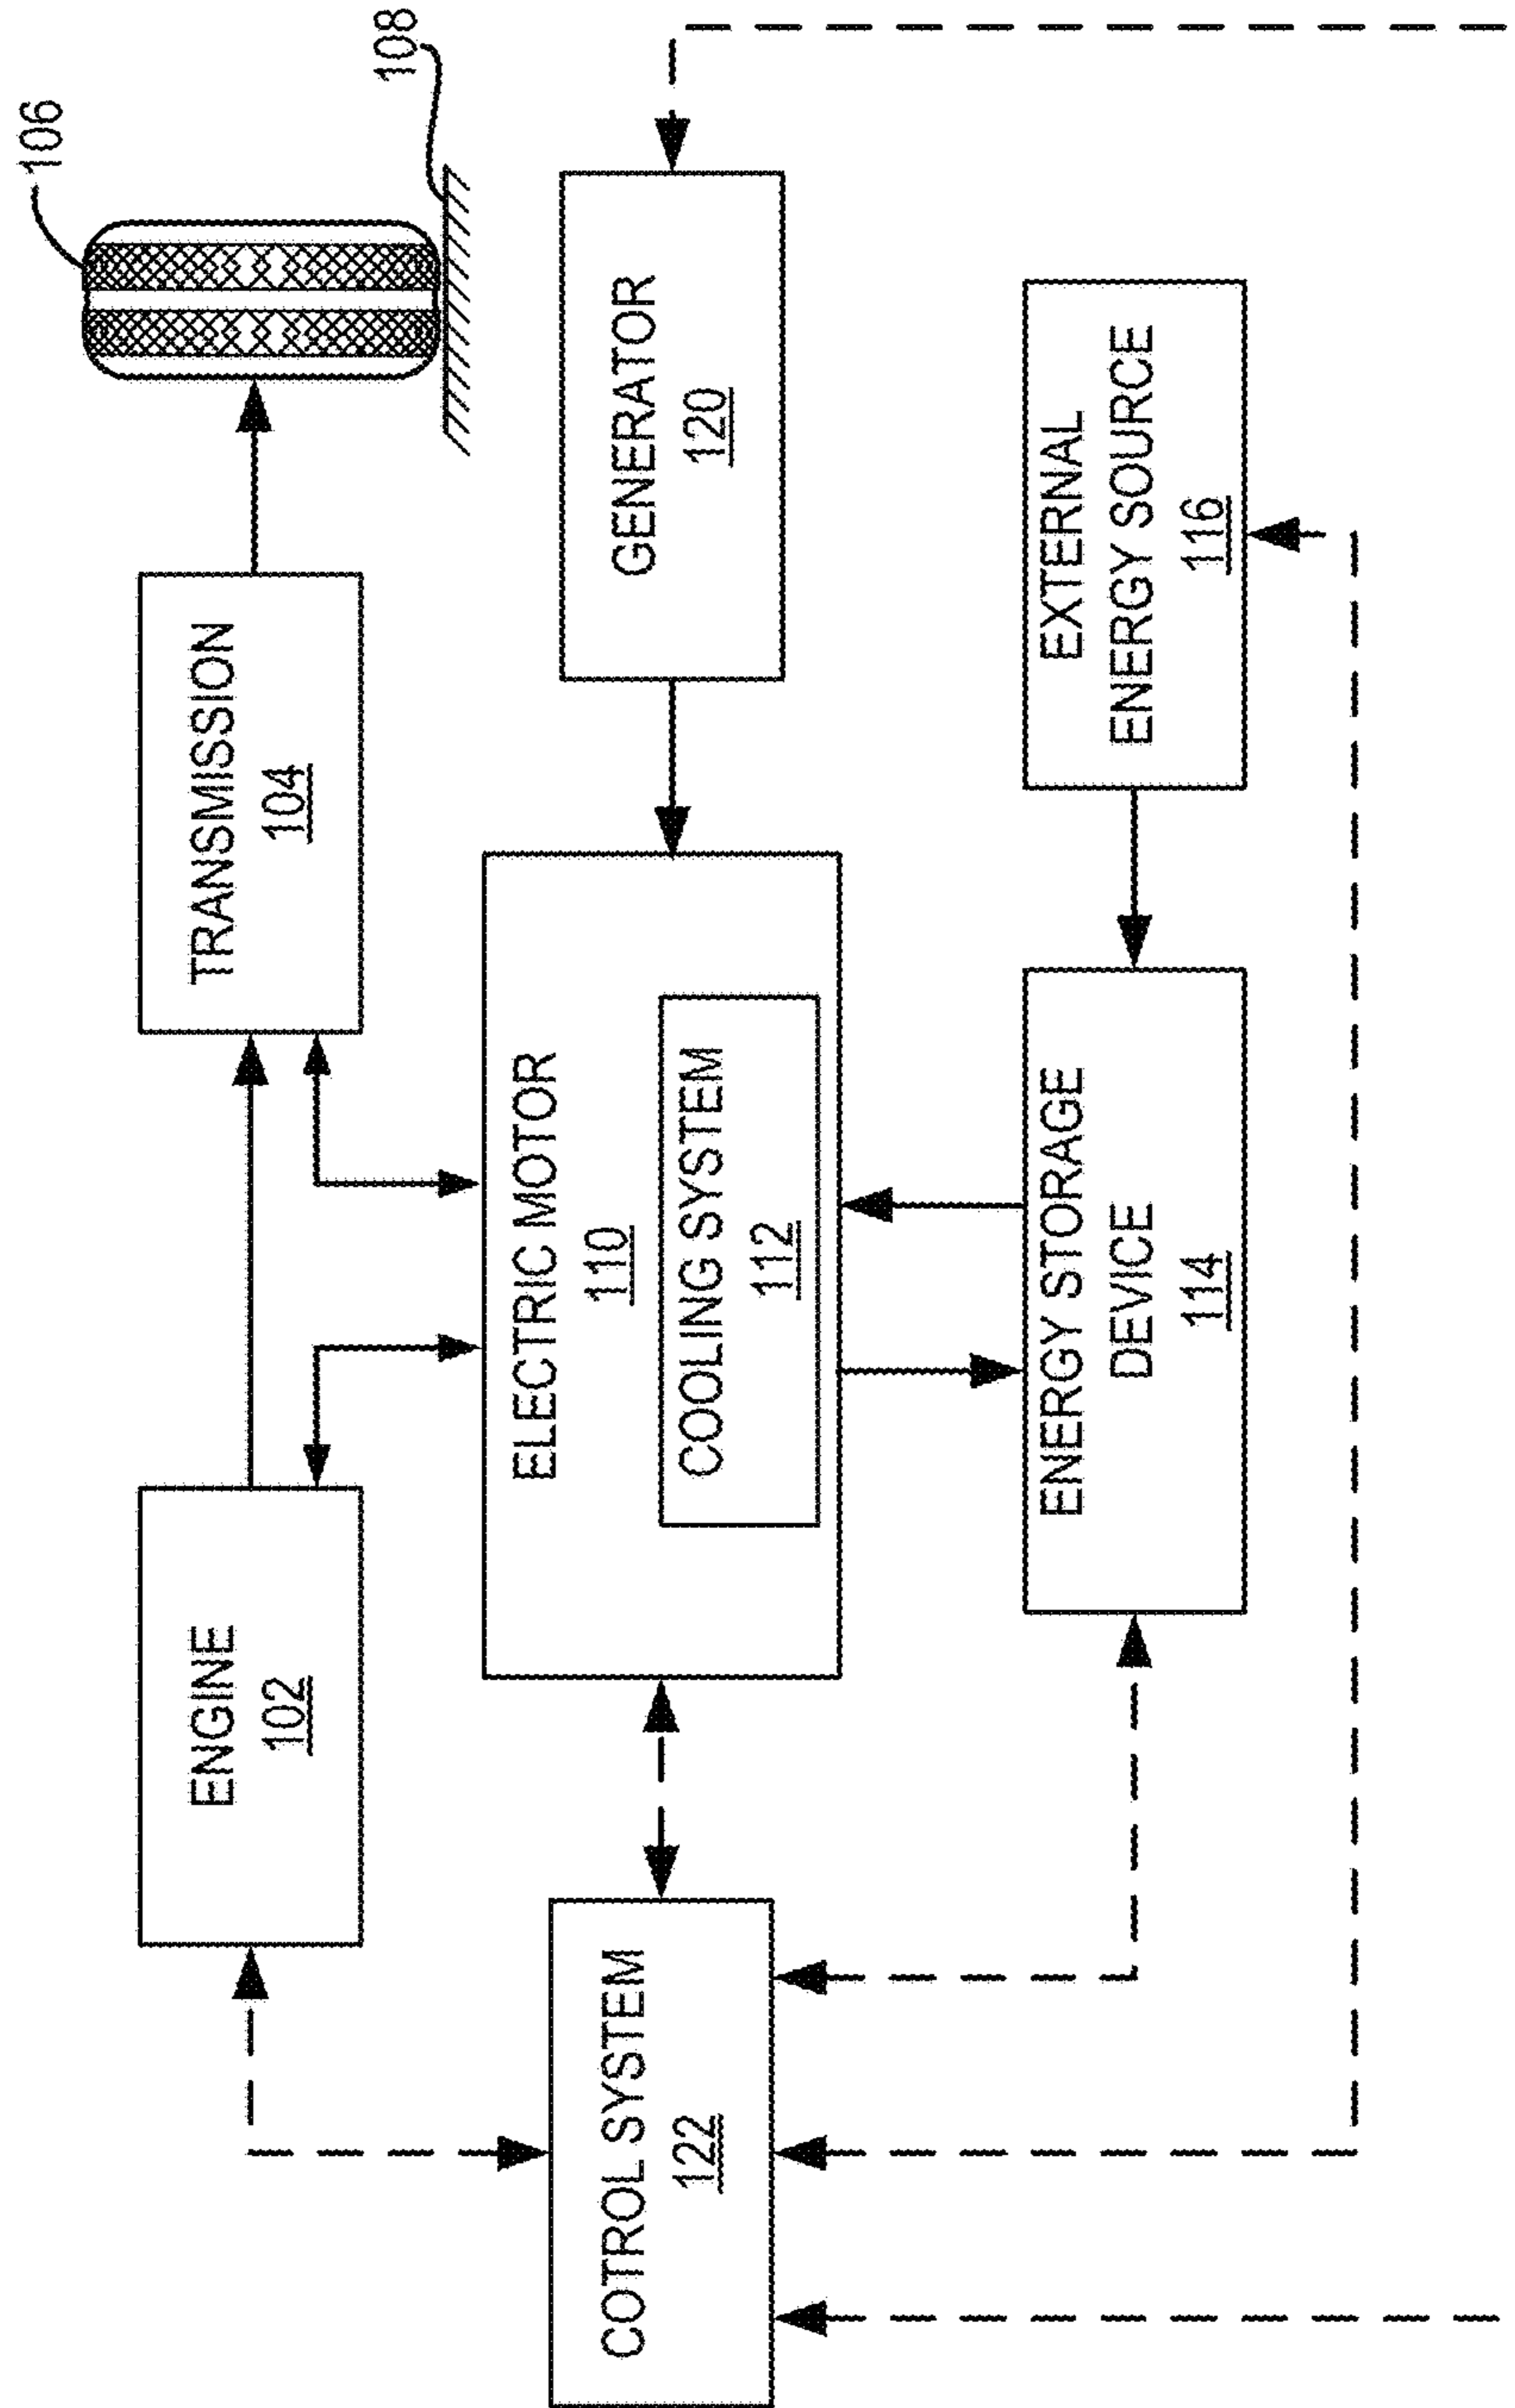 106
108
ENGINE
102
TRANSMISSION
104
COTROL SYSTEM
122
ELECTRIC MOTOR
110
COOLING SYSTEM
112
GENERATOR
120
ENERGY STORAGE
DEVICE
114
EXTERNAL
ENERGY SOURCE
116